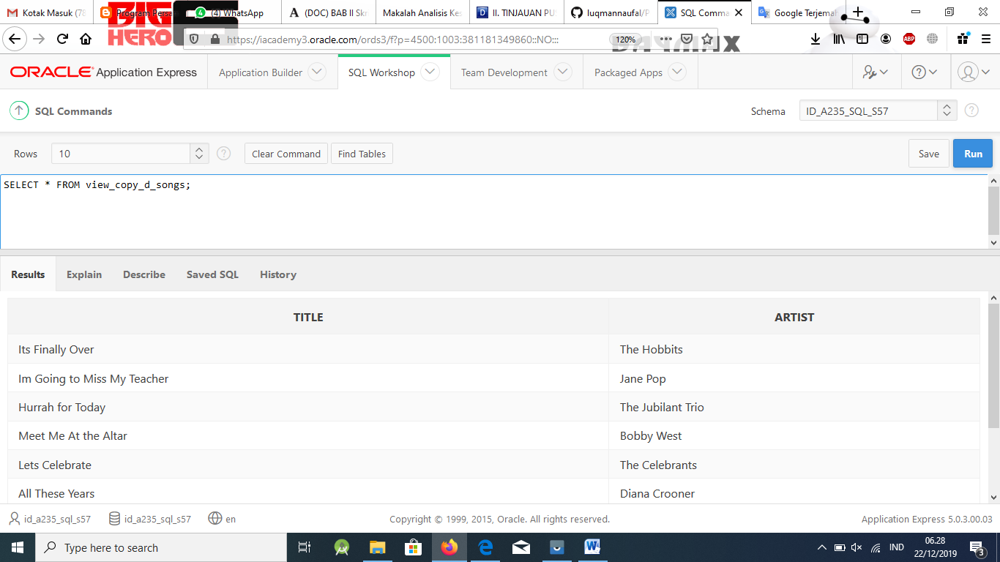 Kotak Masuk (78
Program Persan
(4) WhatsApp
(DOC) BAB II Skr
Makalah Analisis Kes
II. TINJAUAN PU
luqmannaufal/P
SQL Comma
Google Terjemah
BIG
HERO
https://iacademy3.oracle.com/ords3/f?p=4500:1003:381181349860::NO:::
120%
BAYMAX
ABP
ORACLE Application Express
Application Builder
SQL Workshop
Team Development
Packaged Apps
SQL Commands
Schema
ID_A235_SQL_S57
Rows
10
Clear Command
Find Tables
Save
Run
SELECT * FROM view_copy_d_songs;
Results
Explain
Describe
Saved SQL
History
TITLE ARTIST
Its Finally Over The Hobbits
Im Going to Miss My Teacher Jane Pop
Hurrah for Today The Jubilant Trio
Meet Me At the Altar Bobby West
Lets Celebrate The Celebrants
All These Years Diana Crooner
id_a235_sql_s57
id_a235_sql_s57
en
Copyright © 1999, 2015, Oracle. All rights reserved.
Application Express 5.0.3.00.03
Type here to search
IND
06.28
22/12/2019
3